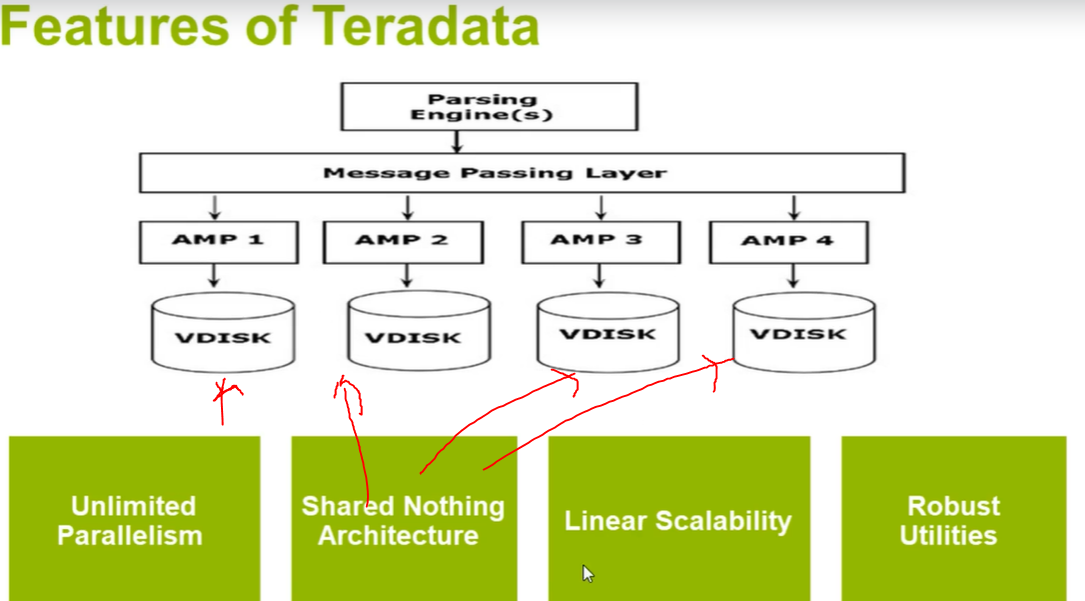 Features of Teradata
Parsing
Engine(s)
Message Passing Layer
AMP 1
AMP 2
AMP 3
AMP 4
VDISK
VDISK
VDISK
VDISK
Unlimited
Parallelism
Shared Nothing
Architecture
Linear Scalability
Robust
Utilities